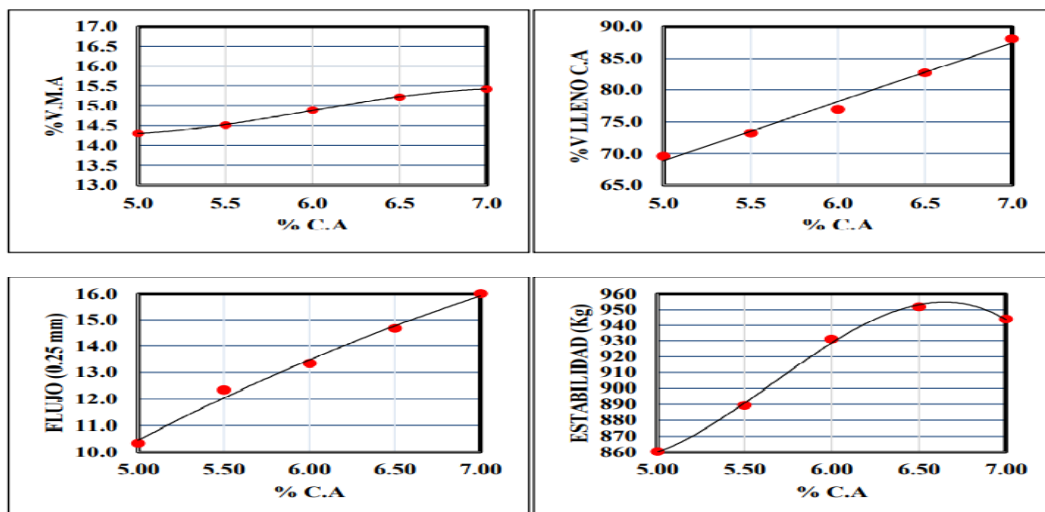 %V.M.A
17.0
16.5
16.0
15.5
15.0
14.5
14.0
13.5
13.0
5.0 5.5 6.0 6.5 7.0
% C.A
%V LLENO C.A
90.0
85.0
80.0
75.0
70.0
65.0
5.0 5.5 6.0 6.5 7.0
% C.A
FLUJO (0.25 mm)
16.0
15.0
14.0
13.0
12.0
11.0
10.0
5.00 5.50 6.00 6.50 7.00
% C.A
ESTABILIDAD (Kg)
960
950
940
930
920
910
900
890
880
870
860
5.00 5.50 6.00 6.50 7.00
% C.A